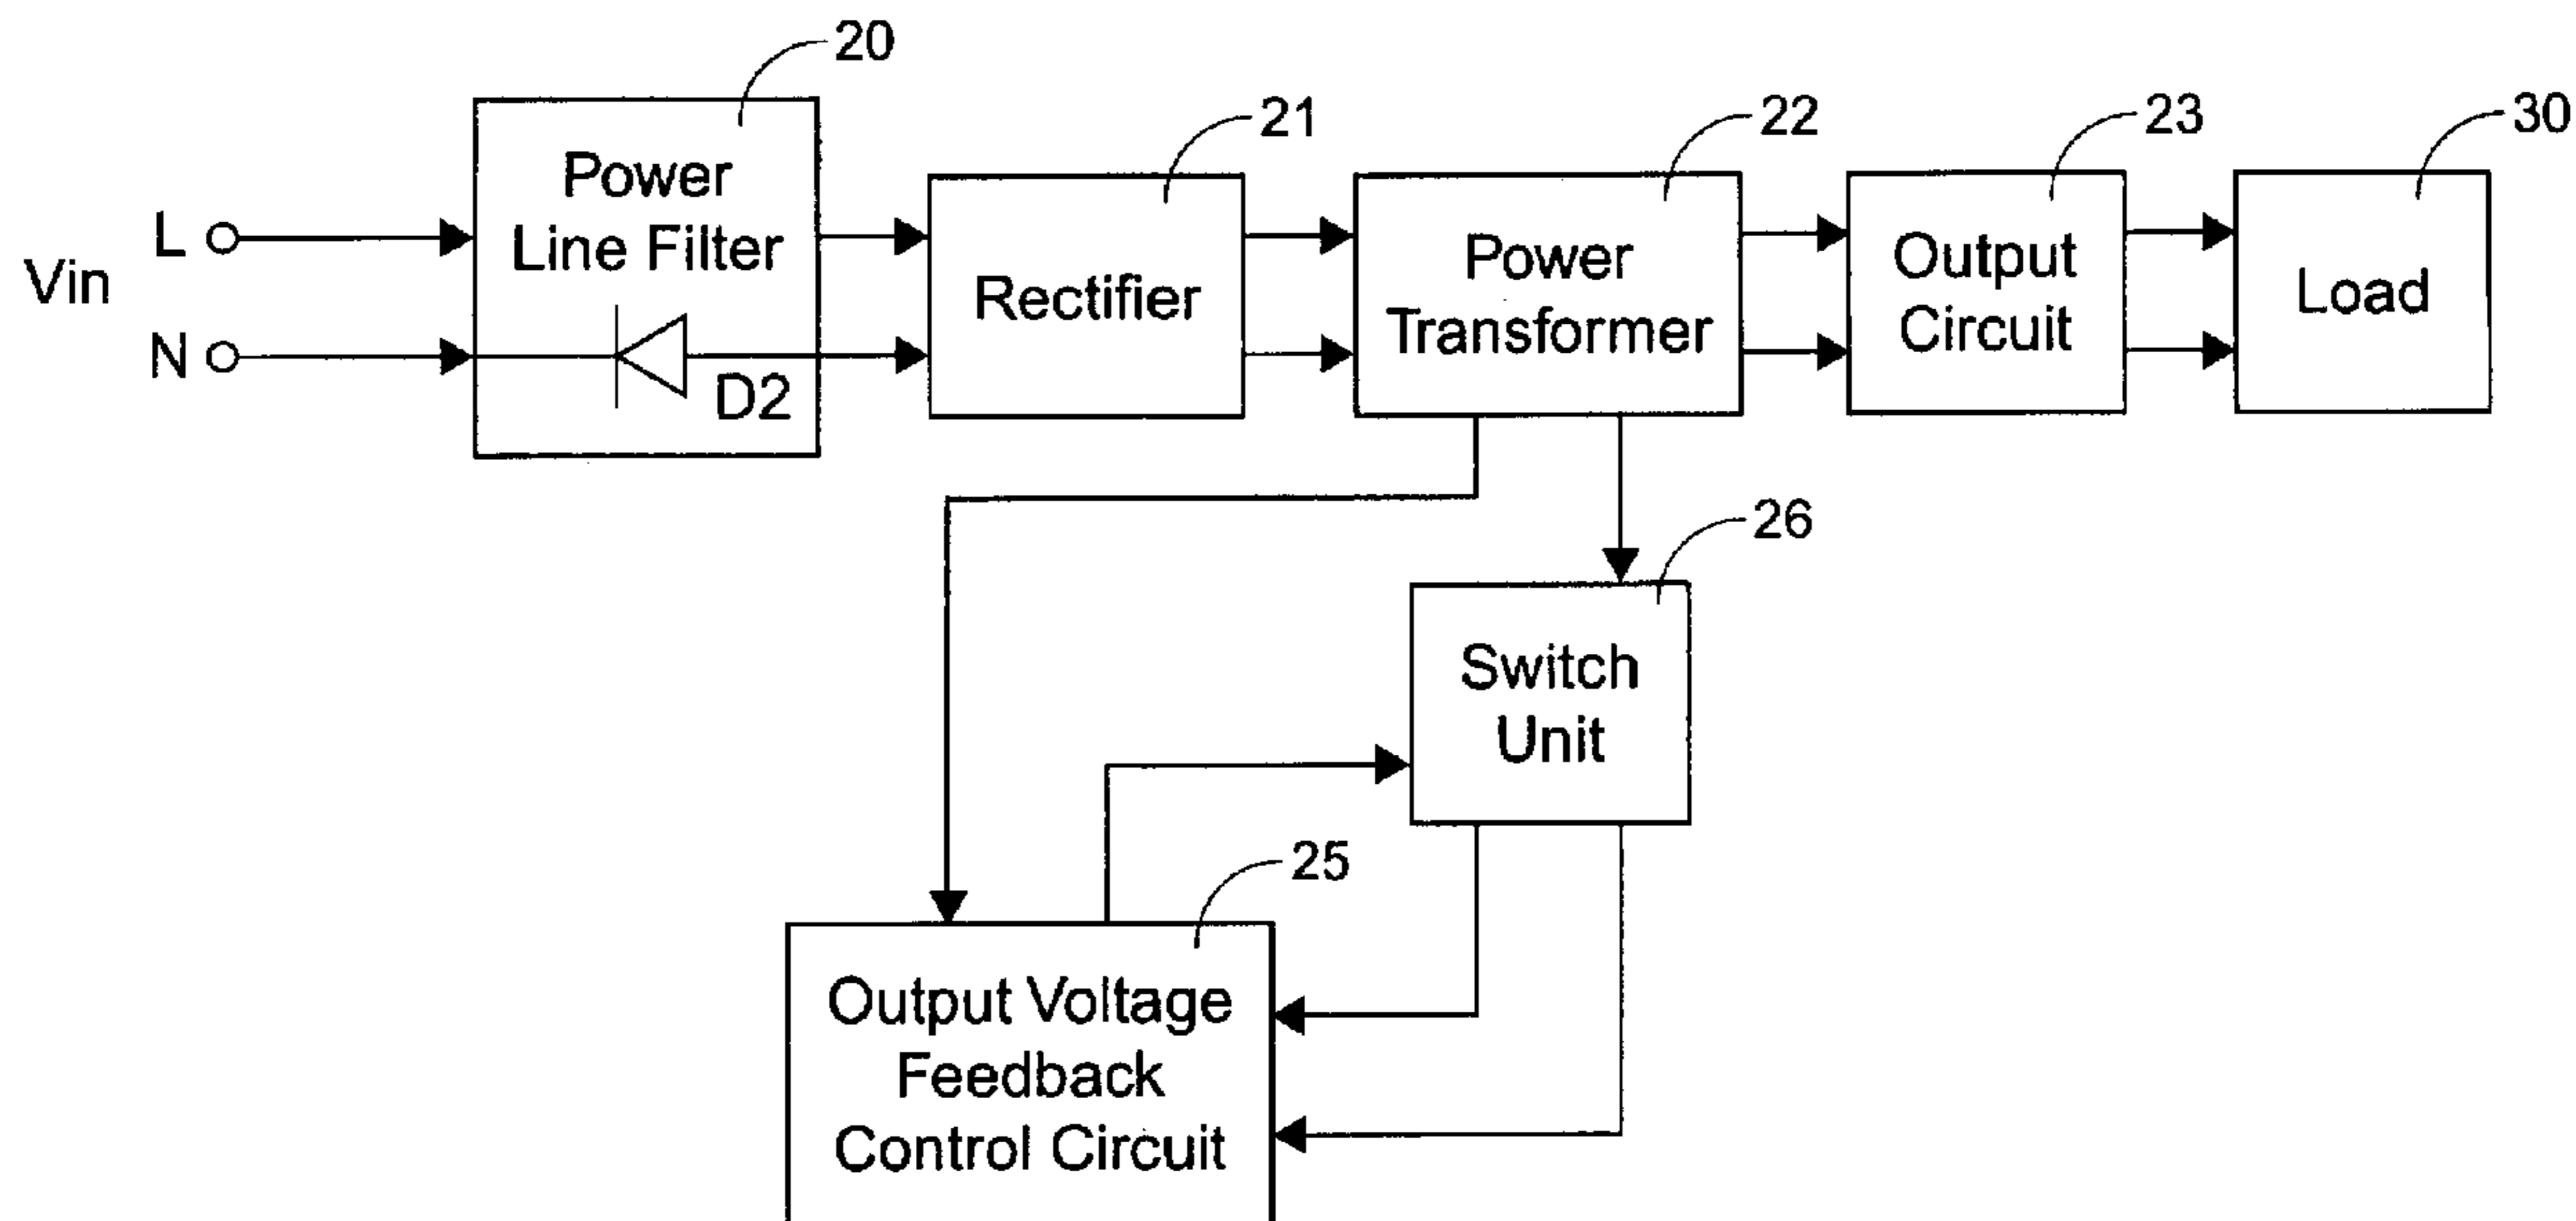 20
21
22
23
30
Power
Line Filter
L
Vin
N
D2
Rectifier
Power
Transformer
Output
Circuit
Load
26
Switch
Unit
25
Output Voltage
Feedback
Control Circuit